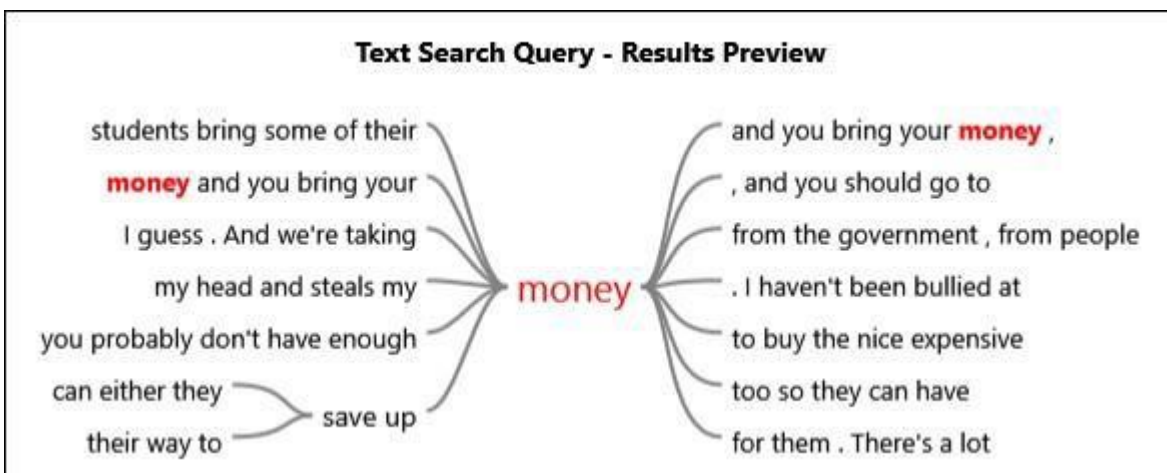 Text Search Query - Results Preview
students bring some of their
money and you bring your
I guess . And we're taking
my head and steals my
you probably don't have enough
can either they
their way to
save up
money
and you bring your money ,
, and you should go to
from the government , from people
. I haven't been bullied at
to buy the nice expensive
too so they can have
for them . There's a lot